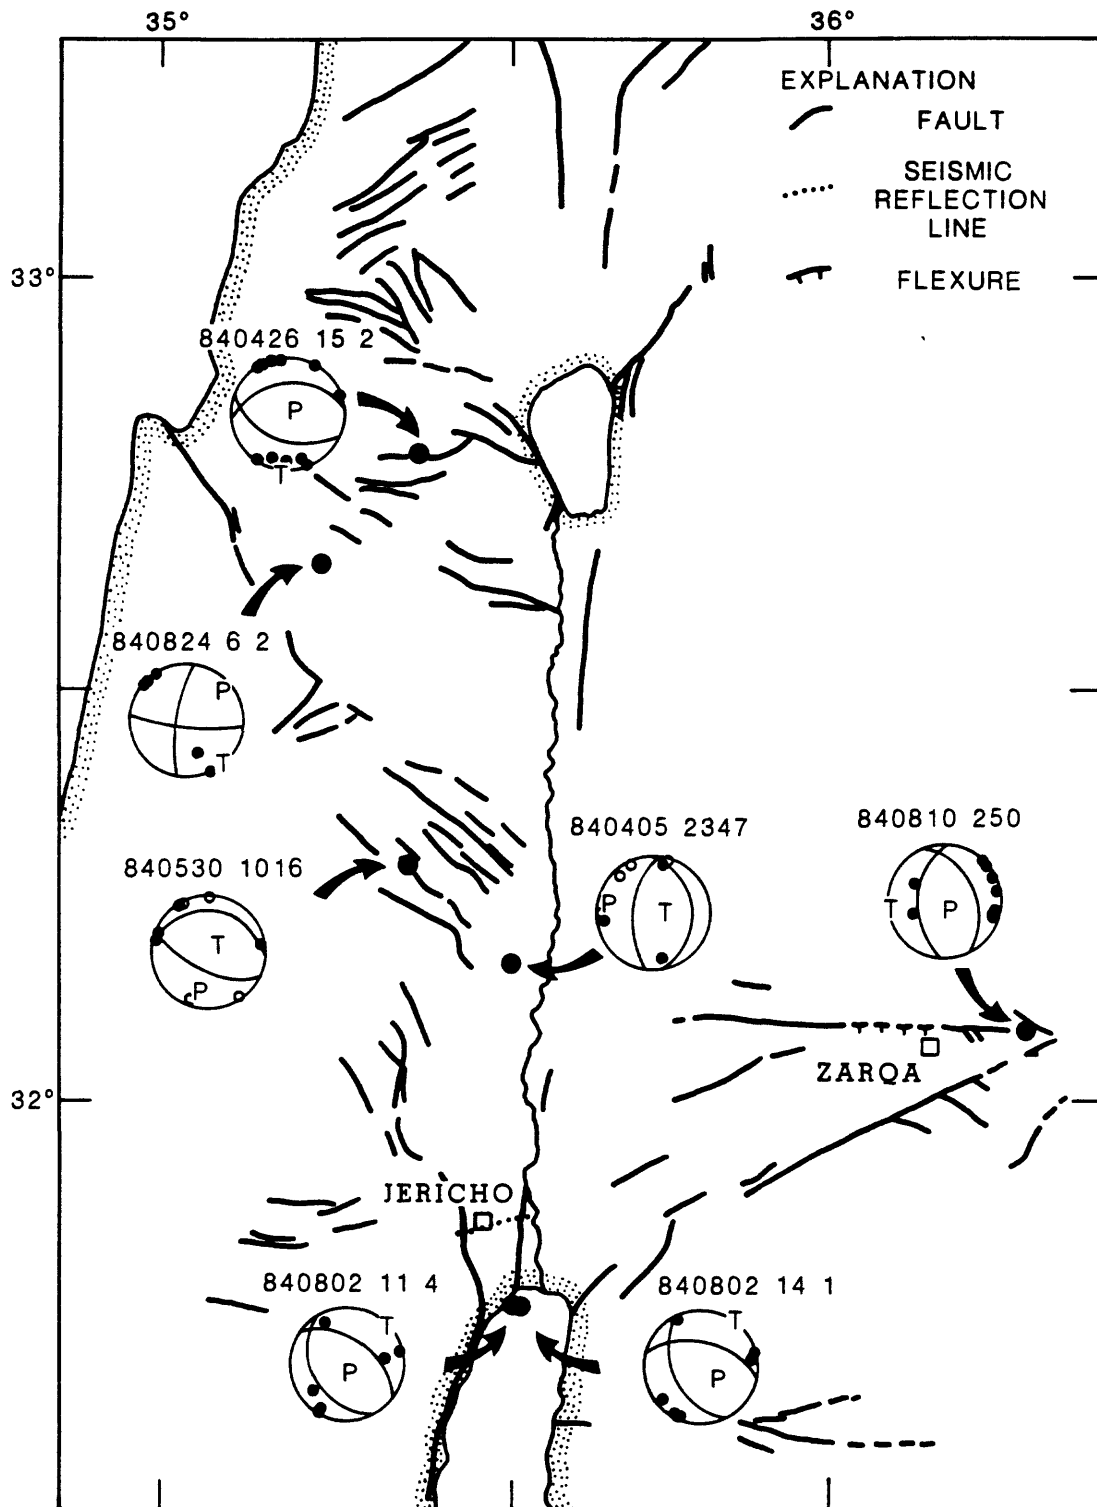 35°
36°
EXPLANATION
FAULT
SEISMIC
REFLECTION
LINE
33°
FLEXURE
840426 15 2
P
T
840824 6 2
P
T
840405 2347
840810 250
P
T
T
P
840530 1016
T
P
ZARQA
32°
JERICHO
840802 11 4
840802 14 1
T
P
T
P